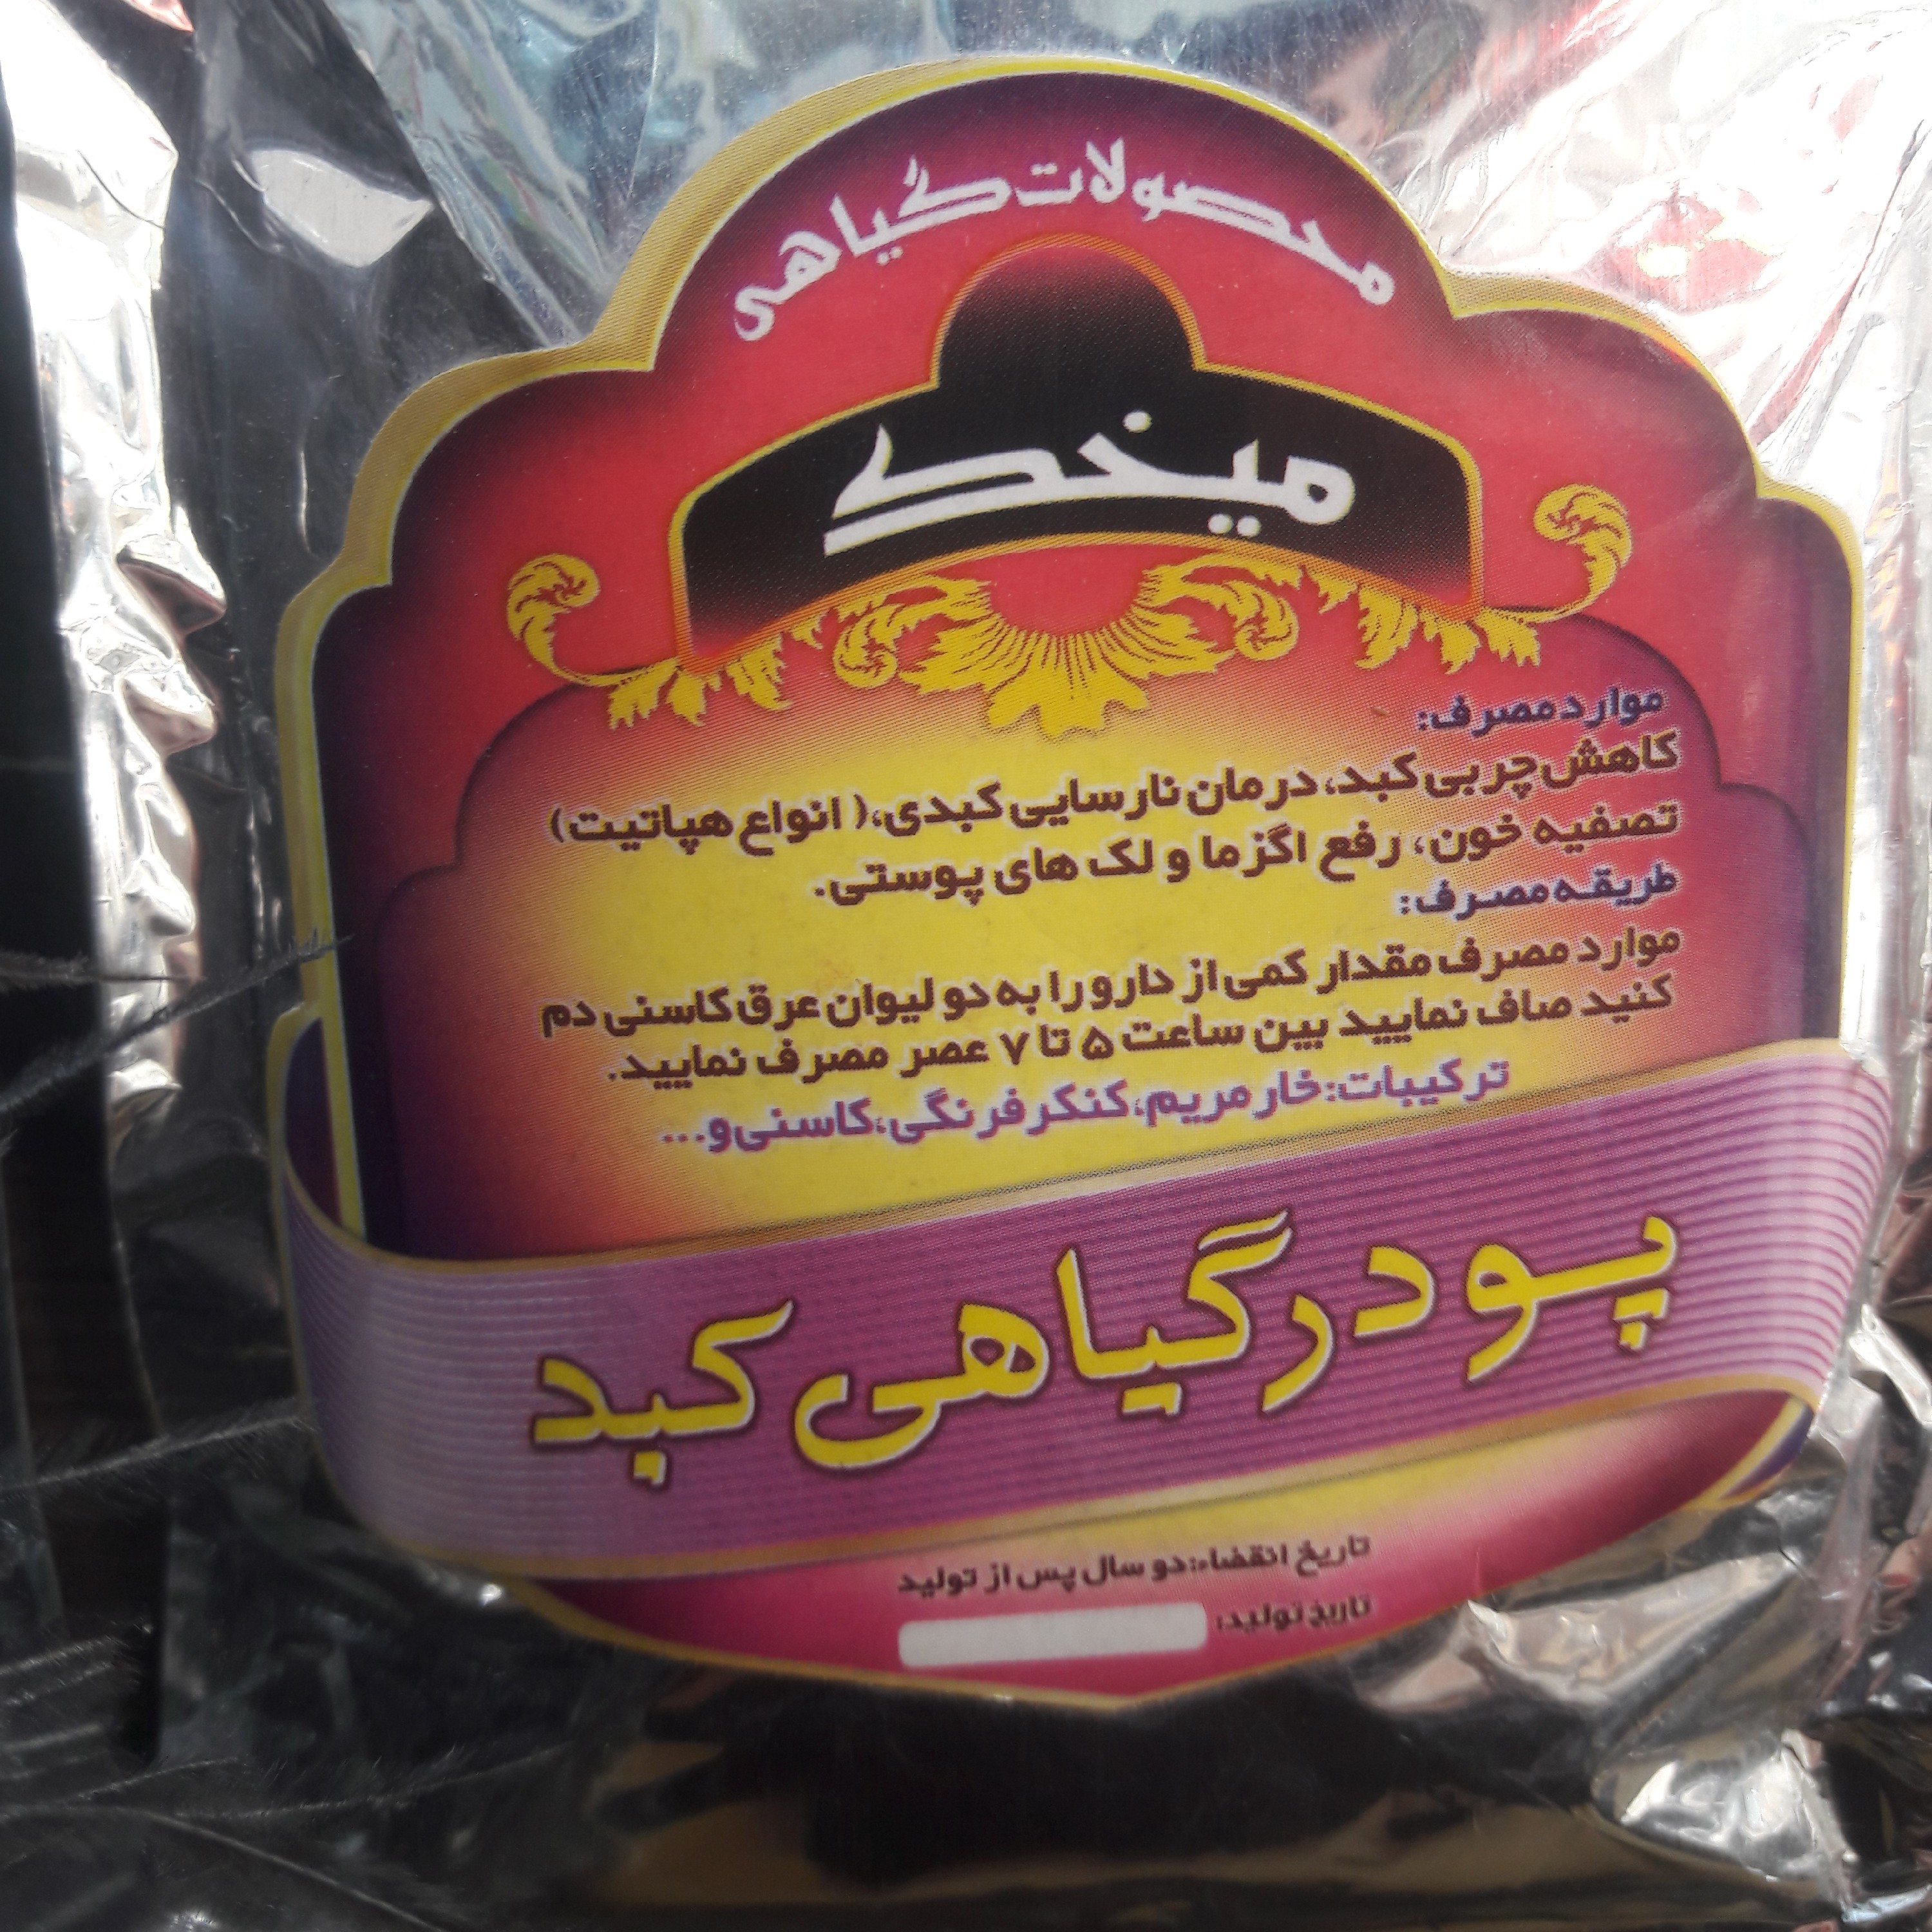 محصولات گیاهی
میخک
موارد مصرف:
کاهش چربی کبد، درمان نارسایی کبدی،( انواع هپاتیت)
تصفیه خون، رفع اگزما و لک های پوستی.
طریقه مصرف:
موارد مصرف مقدار کمی از دارو را به دو لیوان عرق کاسنی دم
کنید صاف نمایید بین ساعت ۵ تا ۷ عصر مصرف نمایید.
ترکیبات: خار مریم، کنکر فرنگی، کاسنی و...
پودر گیاهی کبد
تاریخ انقضاء: دو سال پس از تولید
تاریخ تولید: